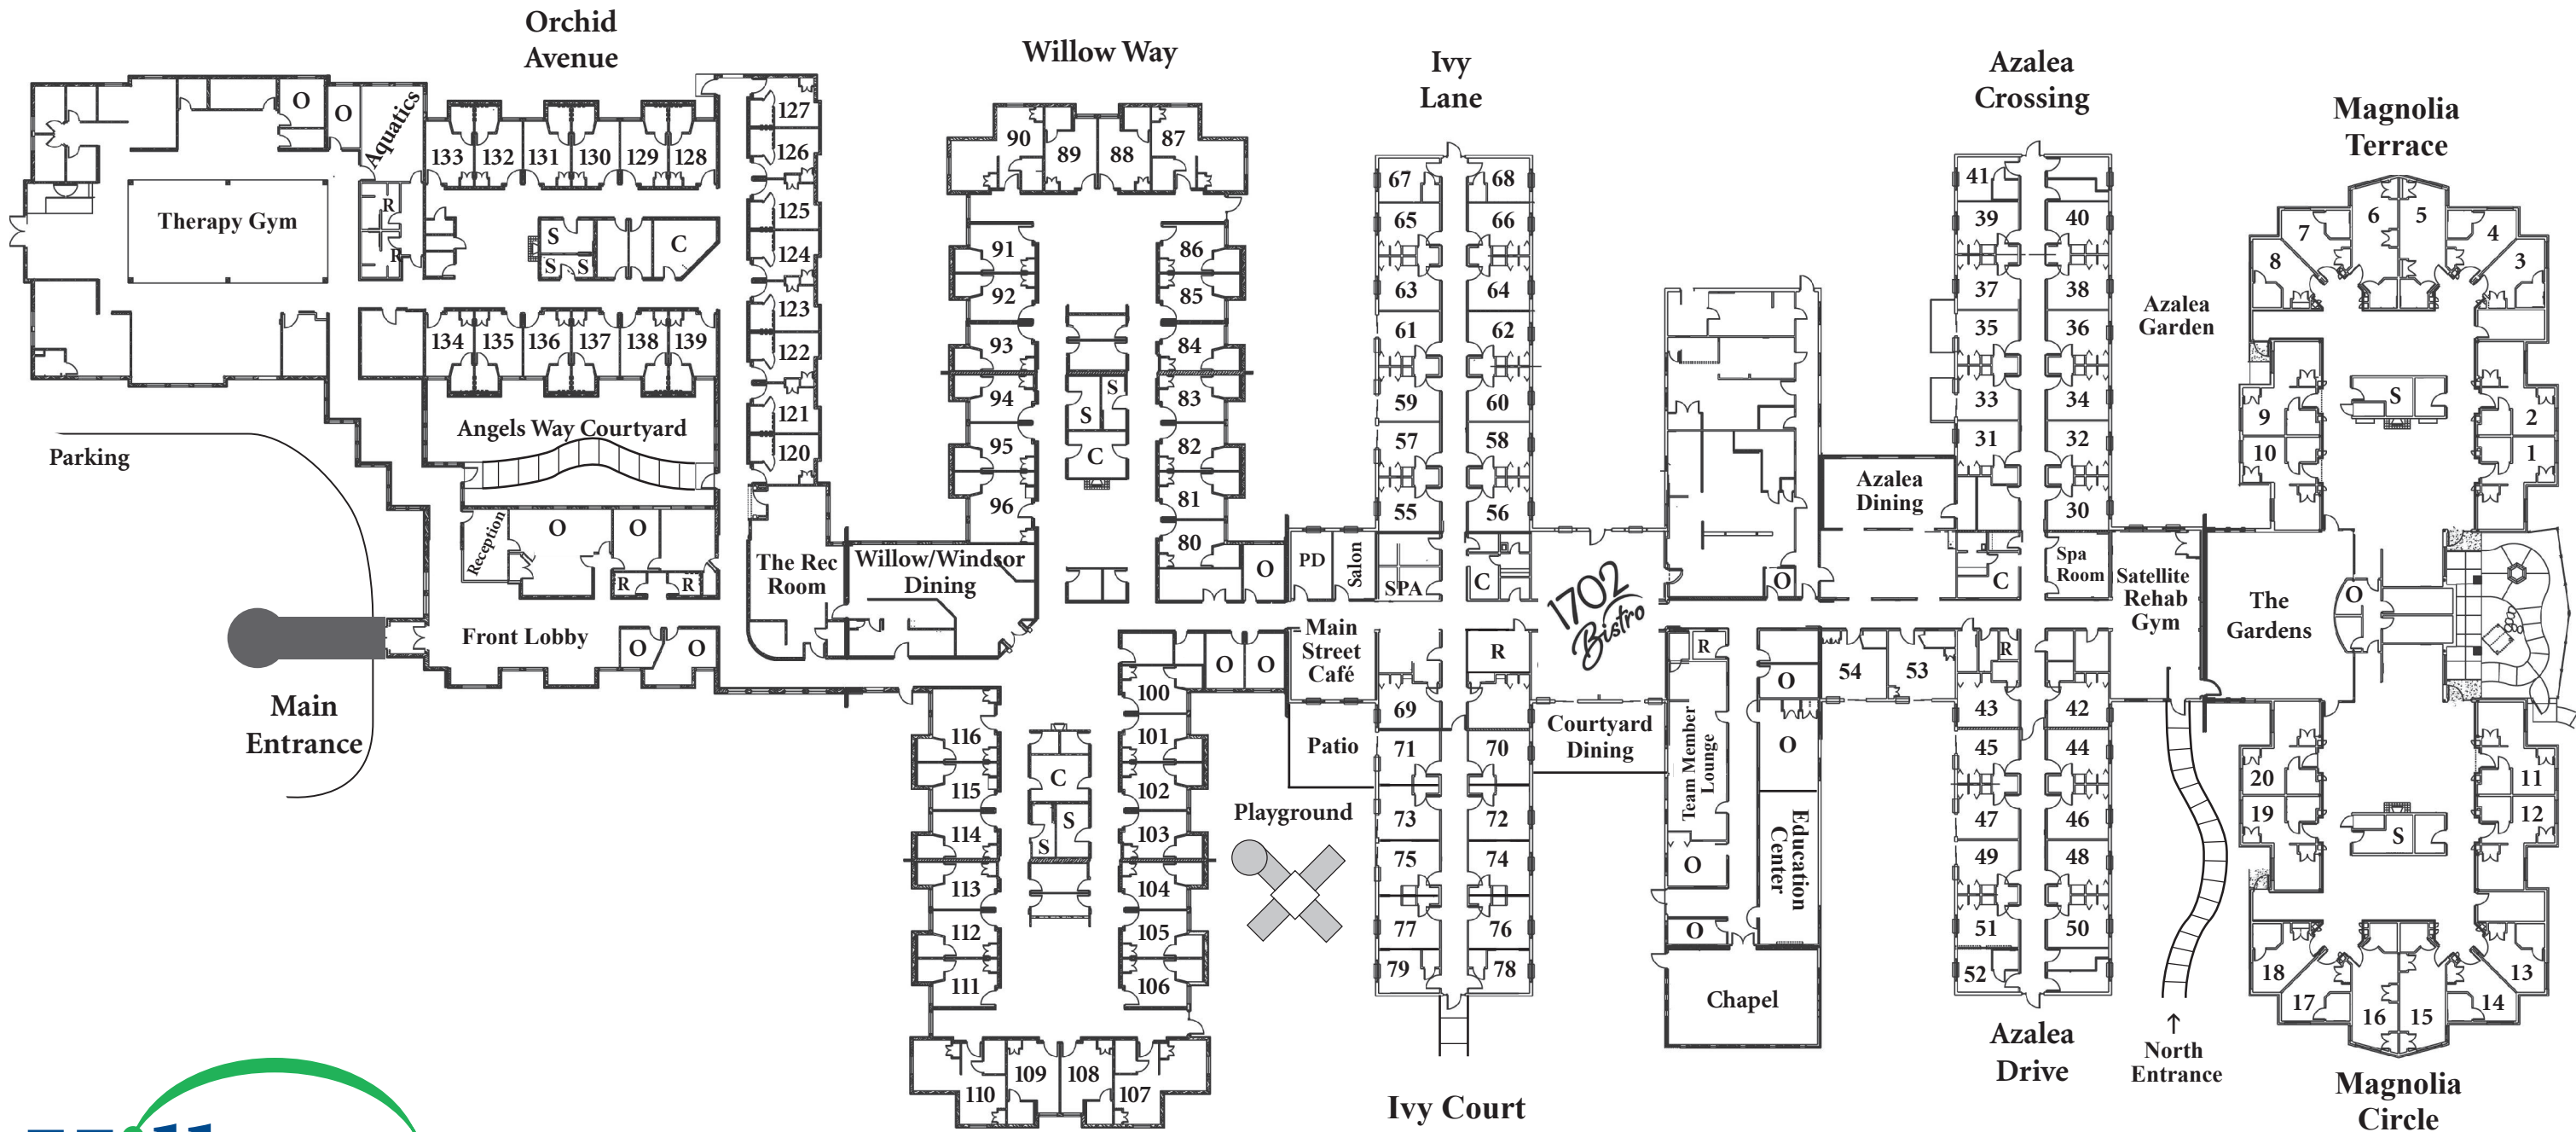 Orchid
Avenue
Willow Way
Ivy
Lane
Azalea
Crossing
Magnolia
Terrace
O
O
Aquatics
133
132
131
130
129
128
127
126
125
124
123
122
121
120
Therapy Gym
R
R
S
S
S
C
134
135
136
137
138
139
Angels Way Courtyard
Parking
Reception
O
O
R
R
Front Lobby
O
O
Main
Entrance
The Rec
Room
Willow/Windsor
Dining
90
89
88
87
91
92
93
94
95
96
86
85
84
83
82
81
80
S
S
C
O
O
O
100
101
102
103
104
105
106
116
115
114
113
112
111
C
S
S
110
109
108
107
67
65
63
61
59
57
55
68
66
64
62
60
58
56
PD
Salon
SPA
C
Main
Street
Café
R
Patio
Playground
69
71
73
75
77
79
70
72
74
76
78
Ivy Court
1702
Bistro
Courtyard
Dining
O
R
Team Member
Lounge
O
O
O
O
Education
Center
Chapel
Azalea
Dining
54
53
41
39
37
35
33
31
40
38
36
34
32
30
C
Spa
Room
Satellite
Rehab
Gym
R
43
45
47
49
51
52
42
44
46
48
50
Azalea
Drive
Azalea
Garden
North
Entrance
The
Gardens
O
6
5
7
4
8
3
9
10
2
1
S
20
19
11
12
S
18
17
16
15
14
13
Magnolia
Circle